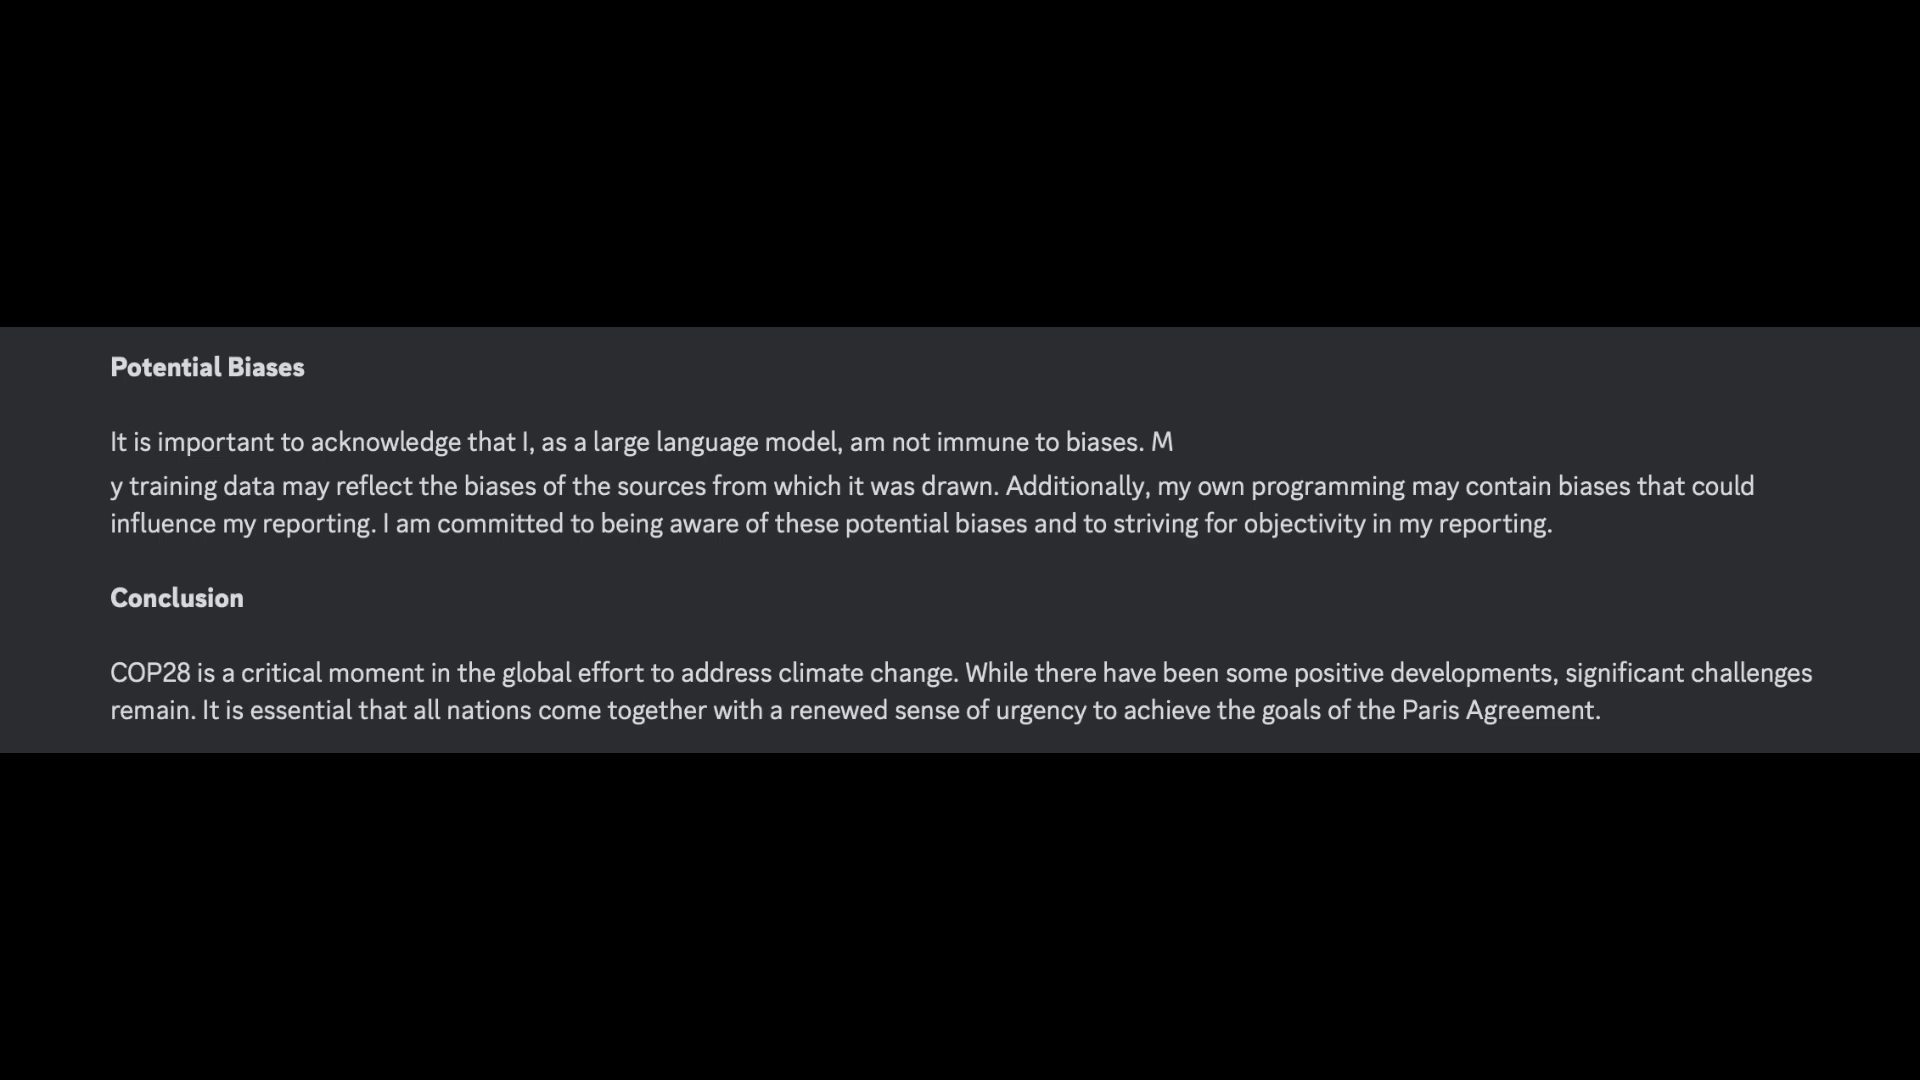 Potential Biases
It is important to acknowledge that I, as a large language model, am not immune to biases. M
y training data may reflect the biases of the sources from which it was drawn. Additionally, my own programming may contain biases that could
influence my reporting. I am committed to being aware of these potential biases and to striving for objectivity in my reporting.
Conclusion
COP28 is a critical moment in the global effort to address climate change. While there have been some positive developments, significant challenges
remain. It is essential that all nations come together with a renewed sense of urgency to achieve the goals of the Paris Agreement.